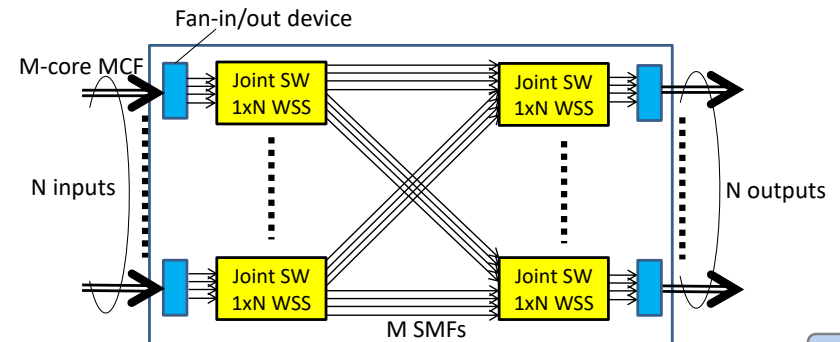 Fan-in/out device
M-core MCF
Joint SW
1xN WSS
Joint SW
1xN WSS
N inputs
N outputs
Joint SW
1xN WSS
Joint SW
1xN WSS
M SMFs